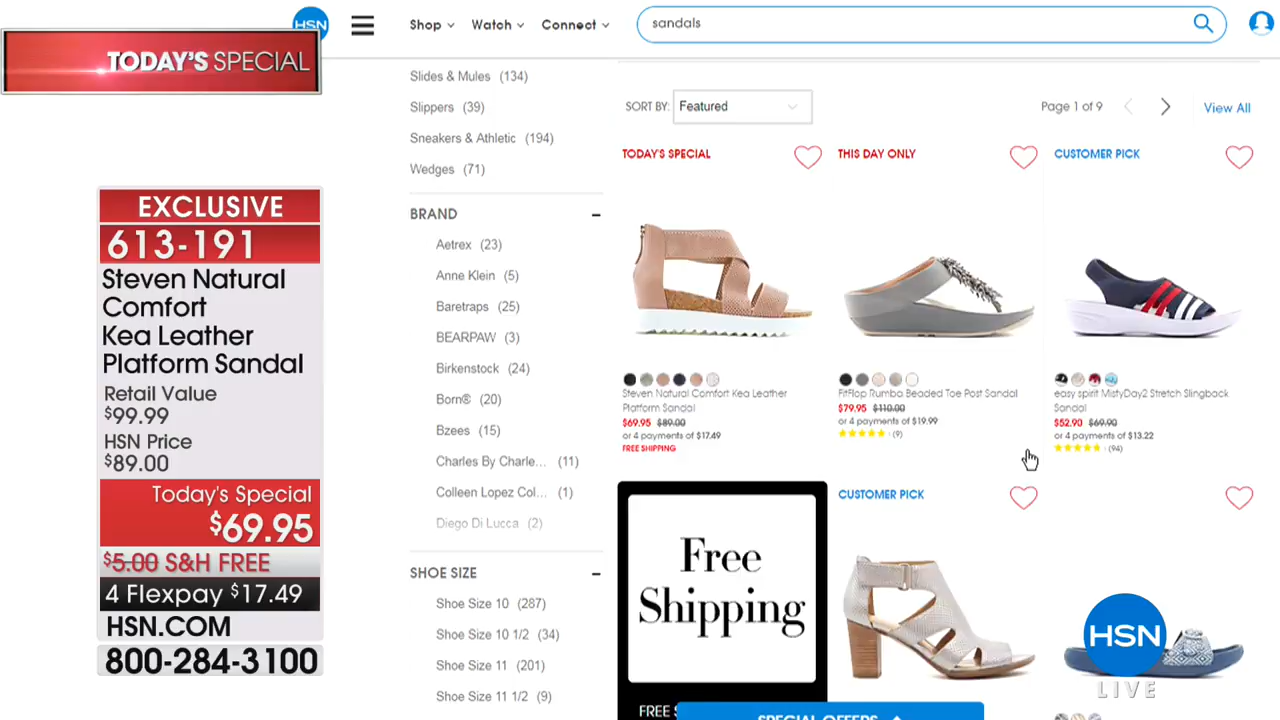 HSN
Shop
Watch
Connect
sandals
TODAY'S SPECIAL
EXCLUSIVE
613-191
Steven Natural
Comfort
Kea Leather
Platform Sandal
Retail Value
$99.99
HSN Price
$89.00
Today's Special
$69.95
$5.00 S&H FREE
4 Flexpay $17.49
HSN.COM
800-284-3100
Slides & Mules (134)
Slippers (39)
Sneakers & Athletic (194)
Wedges (71)
BRAND
Aetrex (23)
Anne Klein (5)
Baretraps (25)
BEARPAW (3)
Birkenstock (24)
Born® (20)
Bzees (15)
Charles By Charle... (11)
Colleen Lopez Col... (1)
Diego Di Lucca (2)
SHOE SIZE
Shoe Size 10 (287)
Shoe Size 10 1/2 (34)
Shoe Size 11 (201)
Shoe Size 11 1/2 (9)
SORT BY: Featured
Page 1 of 9
View All
TODAY'S SPECIAL
Steven Natural Comfort Kea Leather
Platform Sandal
$69.95 $89.00
or 4 payments of $17.49
FREE SHIPPING
THIS DAY ONLY
FitFlop Rumba Beaded Toe Post Sandal
$79.95 $110.00
or 4 payments of $19.99
(9)
CUSTOMER PICK
easy spirit MistyDay2 Stretch Slingback
Sandal
$52.90 $69.90
or 4 payments of $13.22
(94)
Free
Shipping
FREE S
CUSTOMER PICK
SPECIAL OFFERS
HSN
LIVE